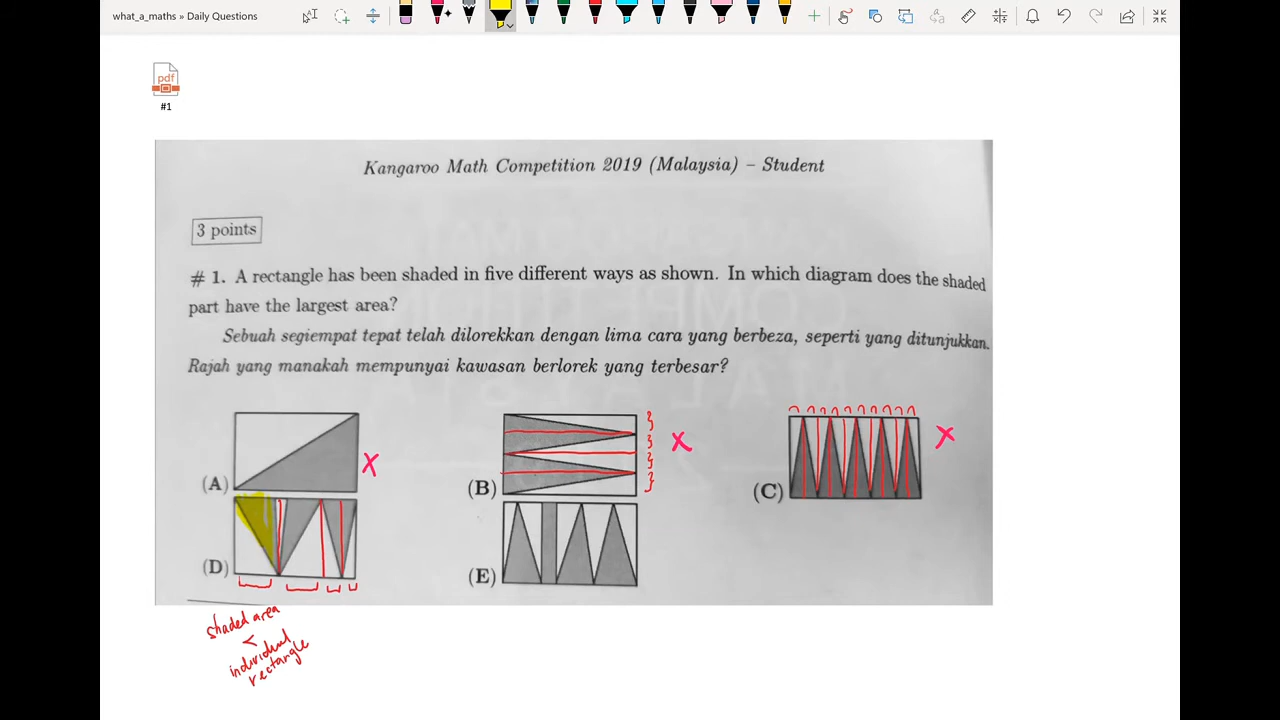 what_a_maths » Daily Questions
pdf
#1
Kangaroo Math Competition 2019 (Malaysia) – Student
3 points
# 1. A rectangle has been shaded in five different ways as shown. In which diagram does the shaded
part have the largest area?
Sebuah segiempat tepat telah dilorekkan dengan lima cara yang berbeza, seperti yang ditunjukkan.
Rajah yang manakah mempunyai kawasan berlorek yang terbesar?
(A) X
(B) X
(C) X
(D)
(E)
shaded area
<
individual
rectangle